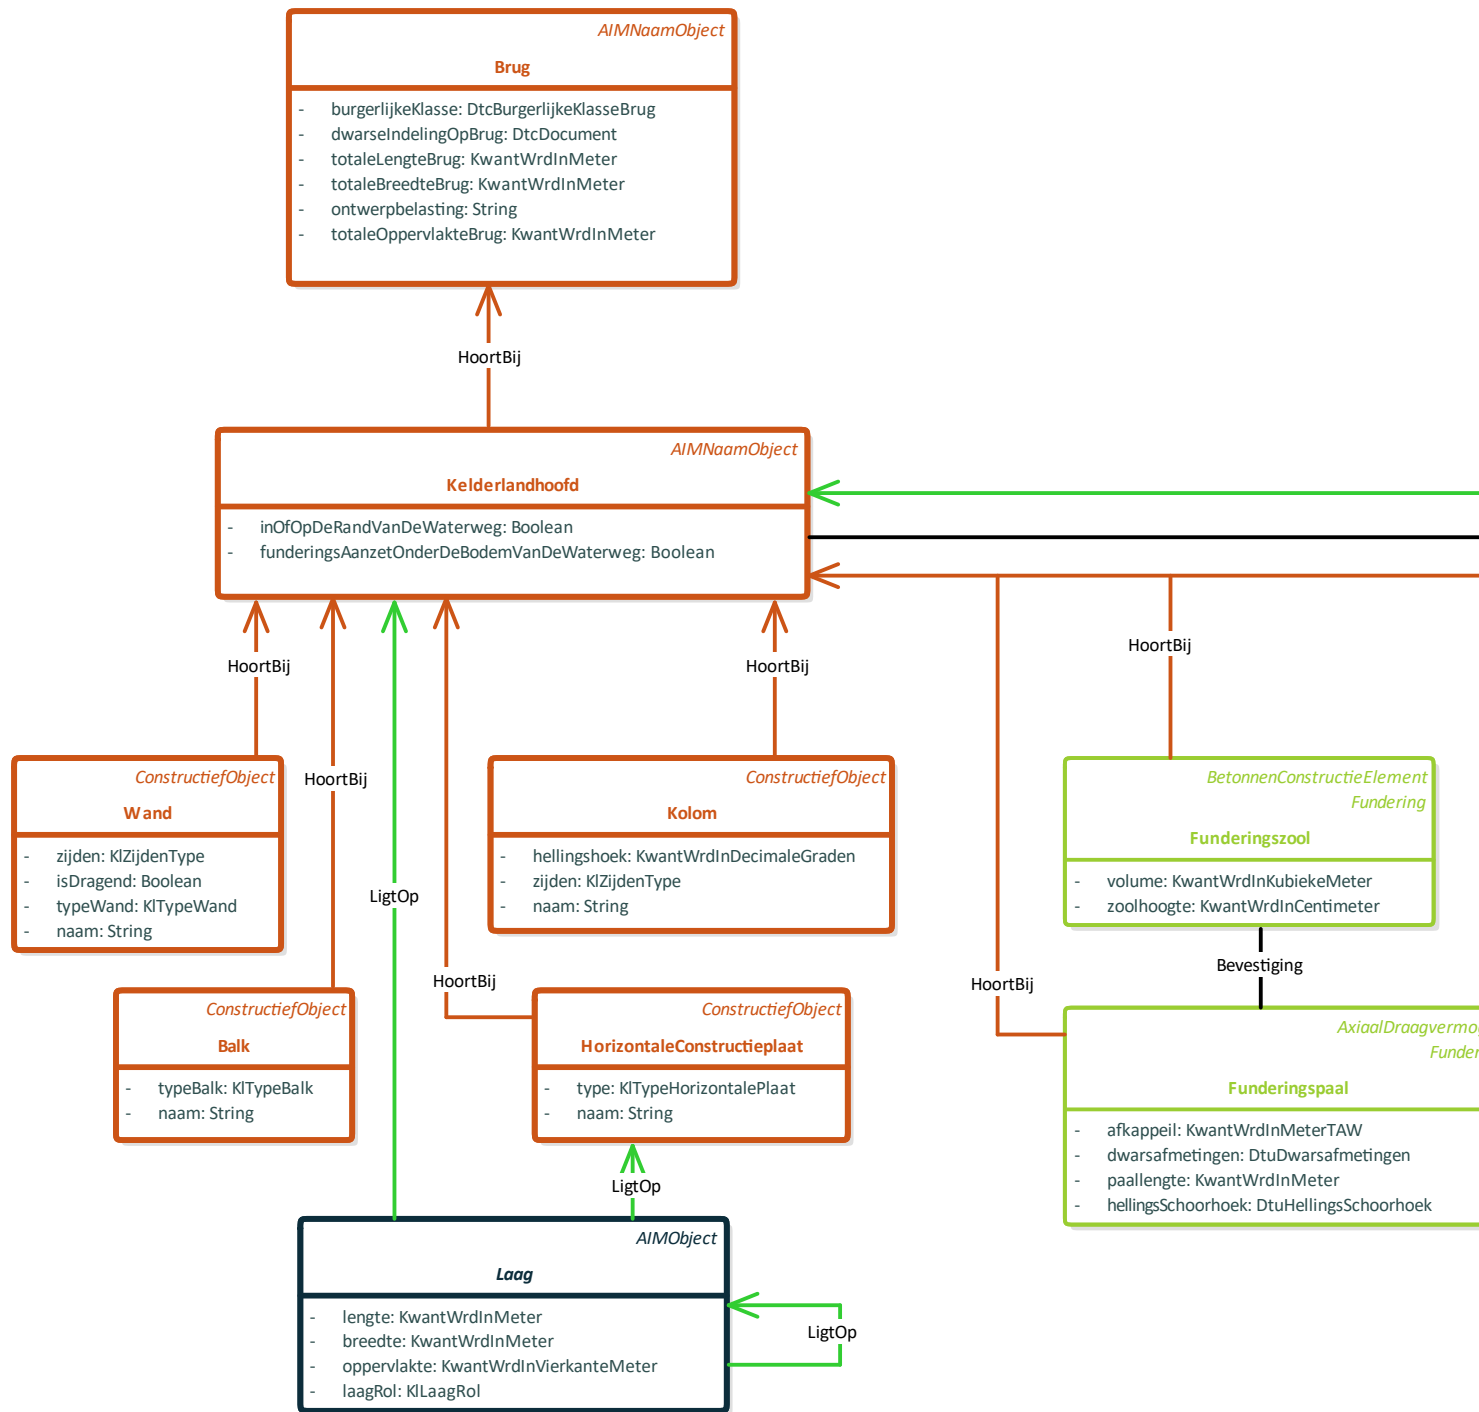 AIMNaamObject
Brug
- burgerlijkeKlasse: DtcBurgerlijkeKlasseBrug
- dwarseIndelingOpBrug: DtcDocument
- totaleLengteBrug: KwantWrdInMeter
- totaleBreedteBrug: KwantWrdInMeter
- ontwerpbelasting: String
- totaleOppervlakteBrug: KwantWrdInMeter
HoortBij
AIMNaamObject
Kelderlandhoofd
- inOfOpDeRandVanDeWaterweg: Boolean
- funderingsAanzetOnderDeBodemVanDeWaterweg: Boolean
HoortBij
HoortBij
HoortBij
HoortBij
LigtOp
HoortBij
HoortBij
ConstructiefObject
Wand
- zijden: KlZijdenType
- isDragend: Boolean
- typeWand: KlTypeWand
- naam: String
ConstructiefObject
Kolom
- hellingshoek: KwantWrdInDecimaleGraden
- zijden: KlZijdenType
- naam: String
BetonnenConstructieElement
Fundering
Funderingszool
- volume: KwantWrdInKubiekeMeter
- zoolhoogte: KwantWrdInCentimeter
Bevestiging
ConstructiefObject
Balk
- typeBalk: KlTypeBalk
- naam: String
ConstructiefObject
HorizontaleConstructieplaat
- type: KlTypeHorizontalePlaat
- naam: String
AxiaalDraagvermog
Funder
Funderingspaal
- afkappeil: KwantWrdInMeterTAW
- dwarsafmetingen: DtuDwarsafmetingen
- paallengte: KwantWrdInMeter
- hellingsSchoorhoek: DtuHellingsSchoorhoek
LigtOp
AIMObject
Laag
- lengte: KwantWrdInMeter
- breedte: KwantWrdInMeter
- oppervlakte: KwantWrdInVierkanteMeter
- laagRol: KlLaagRol
LigtOp